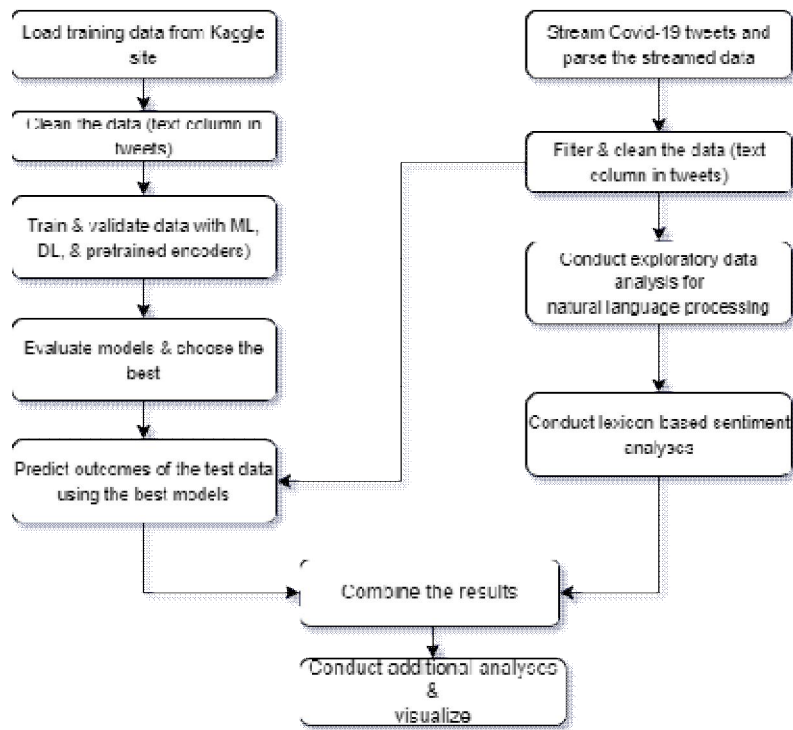 Load training data from Kaggle
site
Clean the data (text column in
tweets)
Train & validate data with ML,
DL, & pretrained encoders)
Evaluate models & choose the
best
Predict outcomes of the test data
using the best models
Stream Covid-19 tweets and
parse the streamed data
Filter & clean the data (text
column in tweets)
Conduct exploratory data
analysis for
natural language processing
Conduct lexicon based sentiment
analyses
Combine the results
Conduct additional analyses
&
visualize